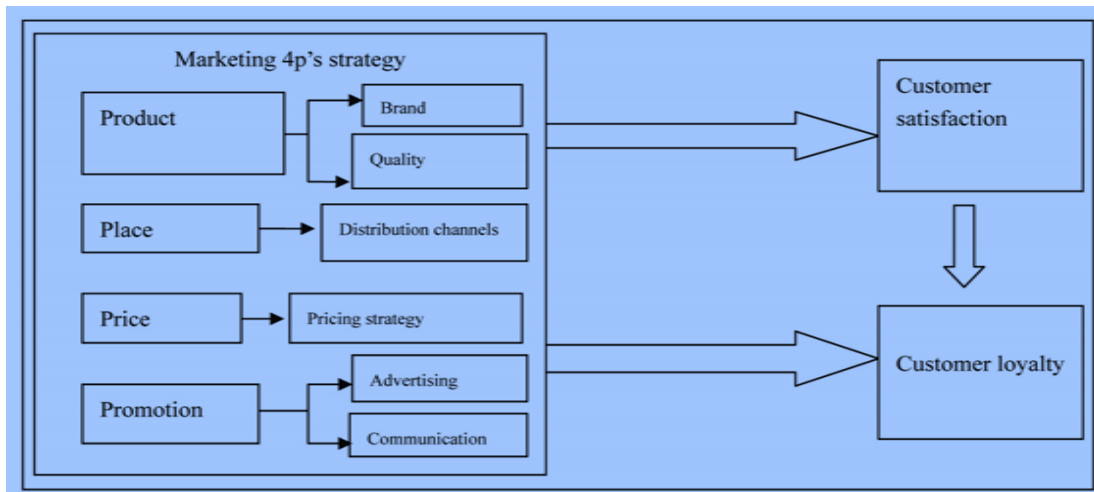 Marketing 4p's strategy
Product
Brand
Quality
Place
Distribution channels
Price
Pricing strategy
Promotion
Advertising
Communication
Customer
satisfaction
Customer loyalty